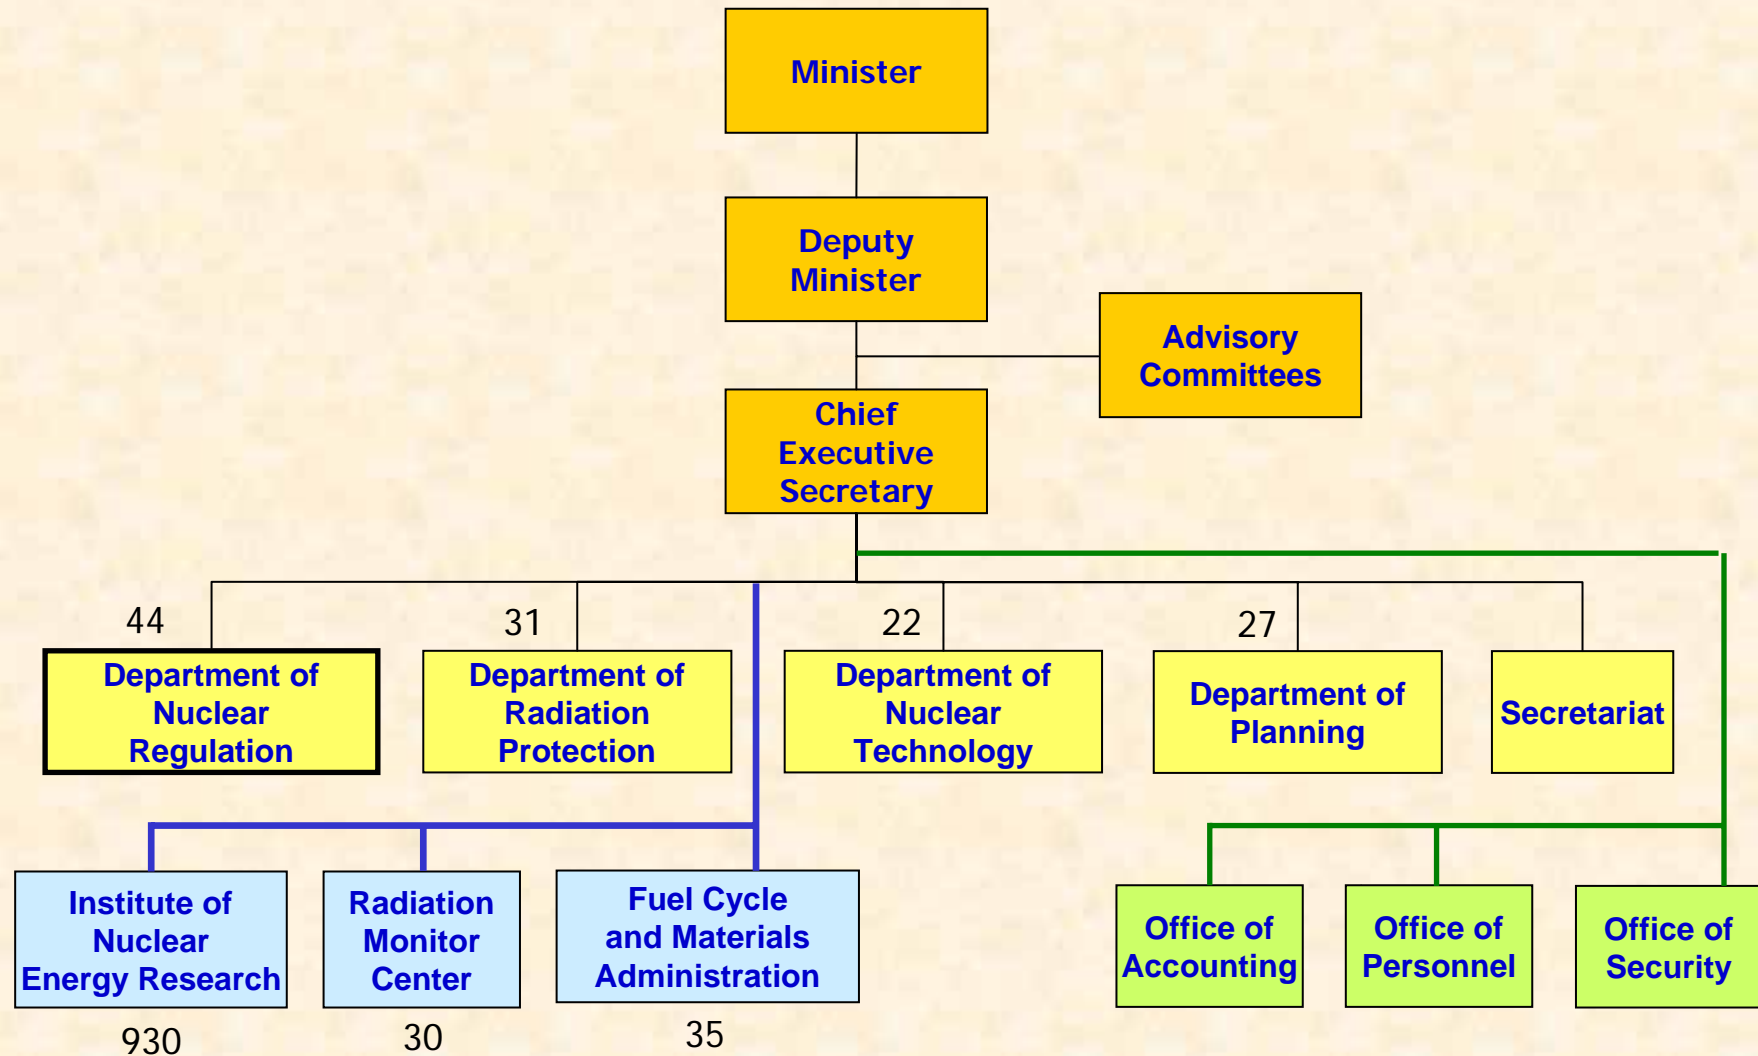 Minister
Deputy
Minister
Advisory
Committees
Chief
Executive
Secretary
44
31
22
27
Department of
Nuclear
Regulation
Department of
Radiation
Protection
Department of
Nuclear
Technology
Department of
Planning
Secretariat
Institute of
Nuclear
Energy Research
Radiation
Monitor
Center
Fuel Cycle
and Materials
Administration
Office of
Accounting
Office of
Personnel
Office of
Security
930
30
35